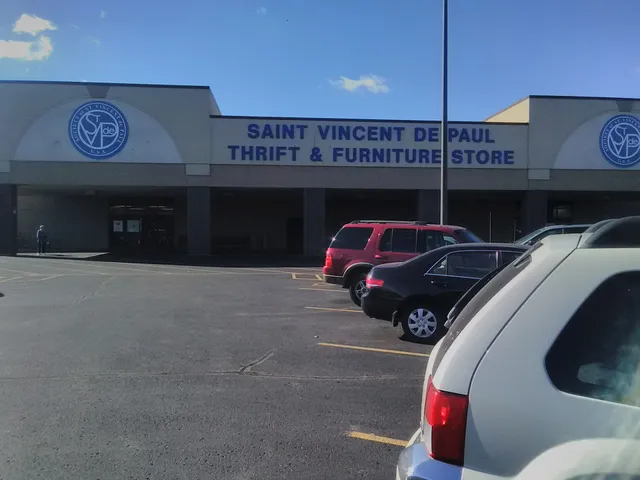 SAINT VINCENT DE PAUL
THRIFT & FURNITURE STORE